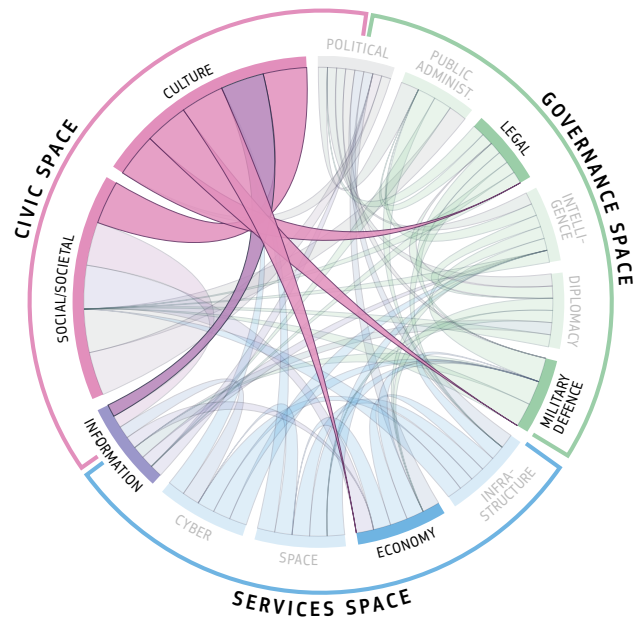 POLITICAL
PUBLIC
ADMINIST.
CULTURE
LEGAL
GOVERNANCE SPACE
CIVIC SPACE
INTELLI-
GENCE
SOCIAL/SOCIETAL
DIPLOMACY
MILITARY
DEFENCE
INFORMATION
INFRA-
STRUCTURE
CYBER
SPACE
ECONOMY
SERVICES SPACE